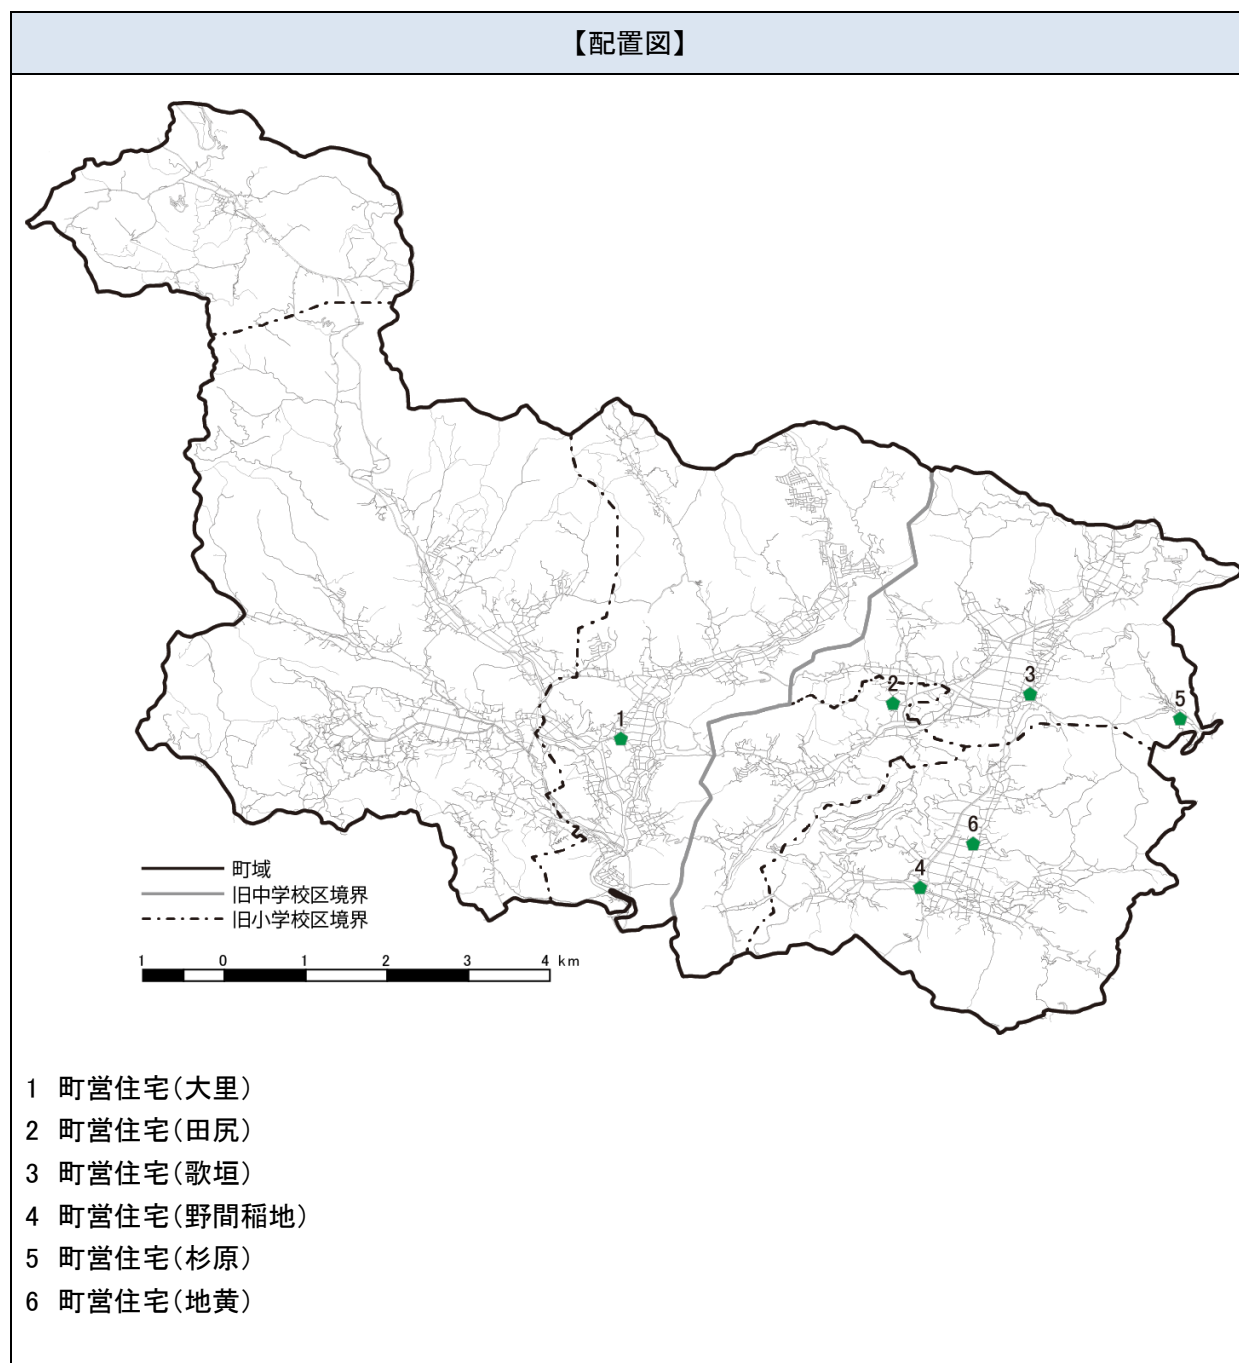 【配置図】
2
3
5
1
6
4
町域
旧中学校区境界
旧小学校区境界
1 0 1 2 3 4 km
1 町営住宅(大里)
2 町営住宅(田尻)
3 町営住宅(歌垣)
4 町営住宅(野間稲地)
5 町営住宅(杉原)
6 町営住宅(地黄)